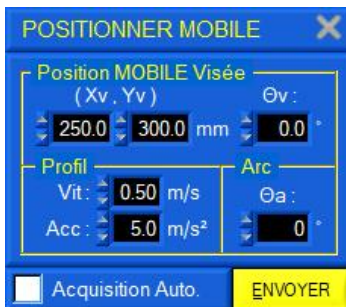 POSITIONNER MOBILE
Position MOBILE Visée
( Xv , Yv ) Θv :
250.0 300.0 mm 0.0 °
Profil Arc
Vit : 0.50 m/s Θa :
Acc : 5.0 m/s² 0 °
Acquisition Auto. ENVOYER